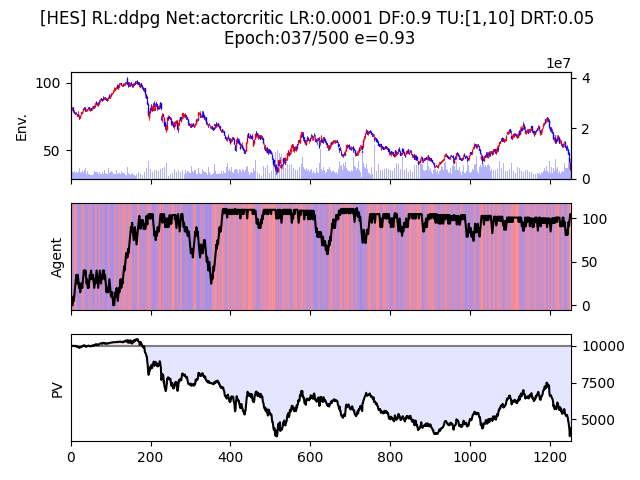 [HES] RL:ddpg Net:actorcritic LR:0.0001 DF:0.9 TU:[1,10] DRT:0.05
Epoch:037/500 e=0.93
1e7
100
50
Env.
4
2
0
Agent
100
50
0
PV
10000
7500
5000
0 200 400 600 800 1000 1200